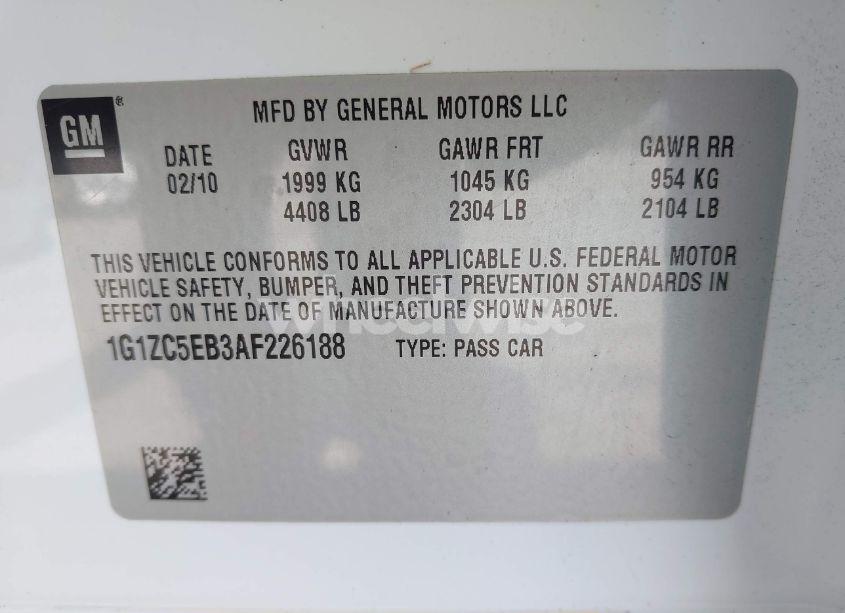 GM ®
MFD BY GENERAL MOTORS LLC
DATE GVWR GAWR FRT GAWR RR
02/10 1999 KG 1045 KG 954 KG
4408 LB 2304 LB 2104 LB
THIS VEHICLE CONFORMS TO ALL APPLICABLE U.S. FEDERAL MOTOR
VEHICLE SAFETY, BUMPER, AND THEFT PREVENTION STANDARDS IN
EFFECT ON THE DATE OF MANUFACTURE SHOWN ABOVE.
wheelwise
1G1ZC5EB3AF226188 TYPE: PASS CAR